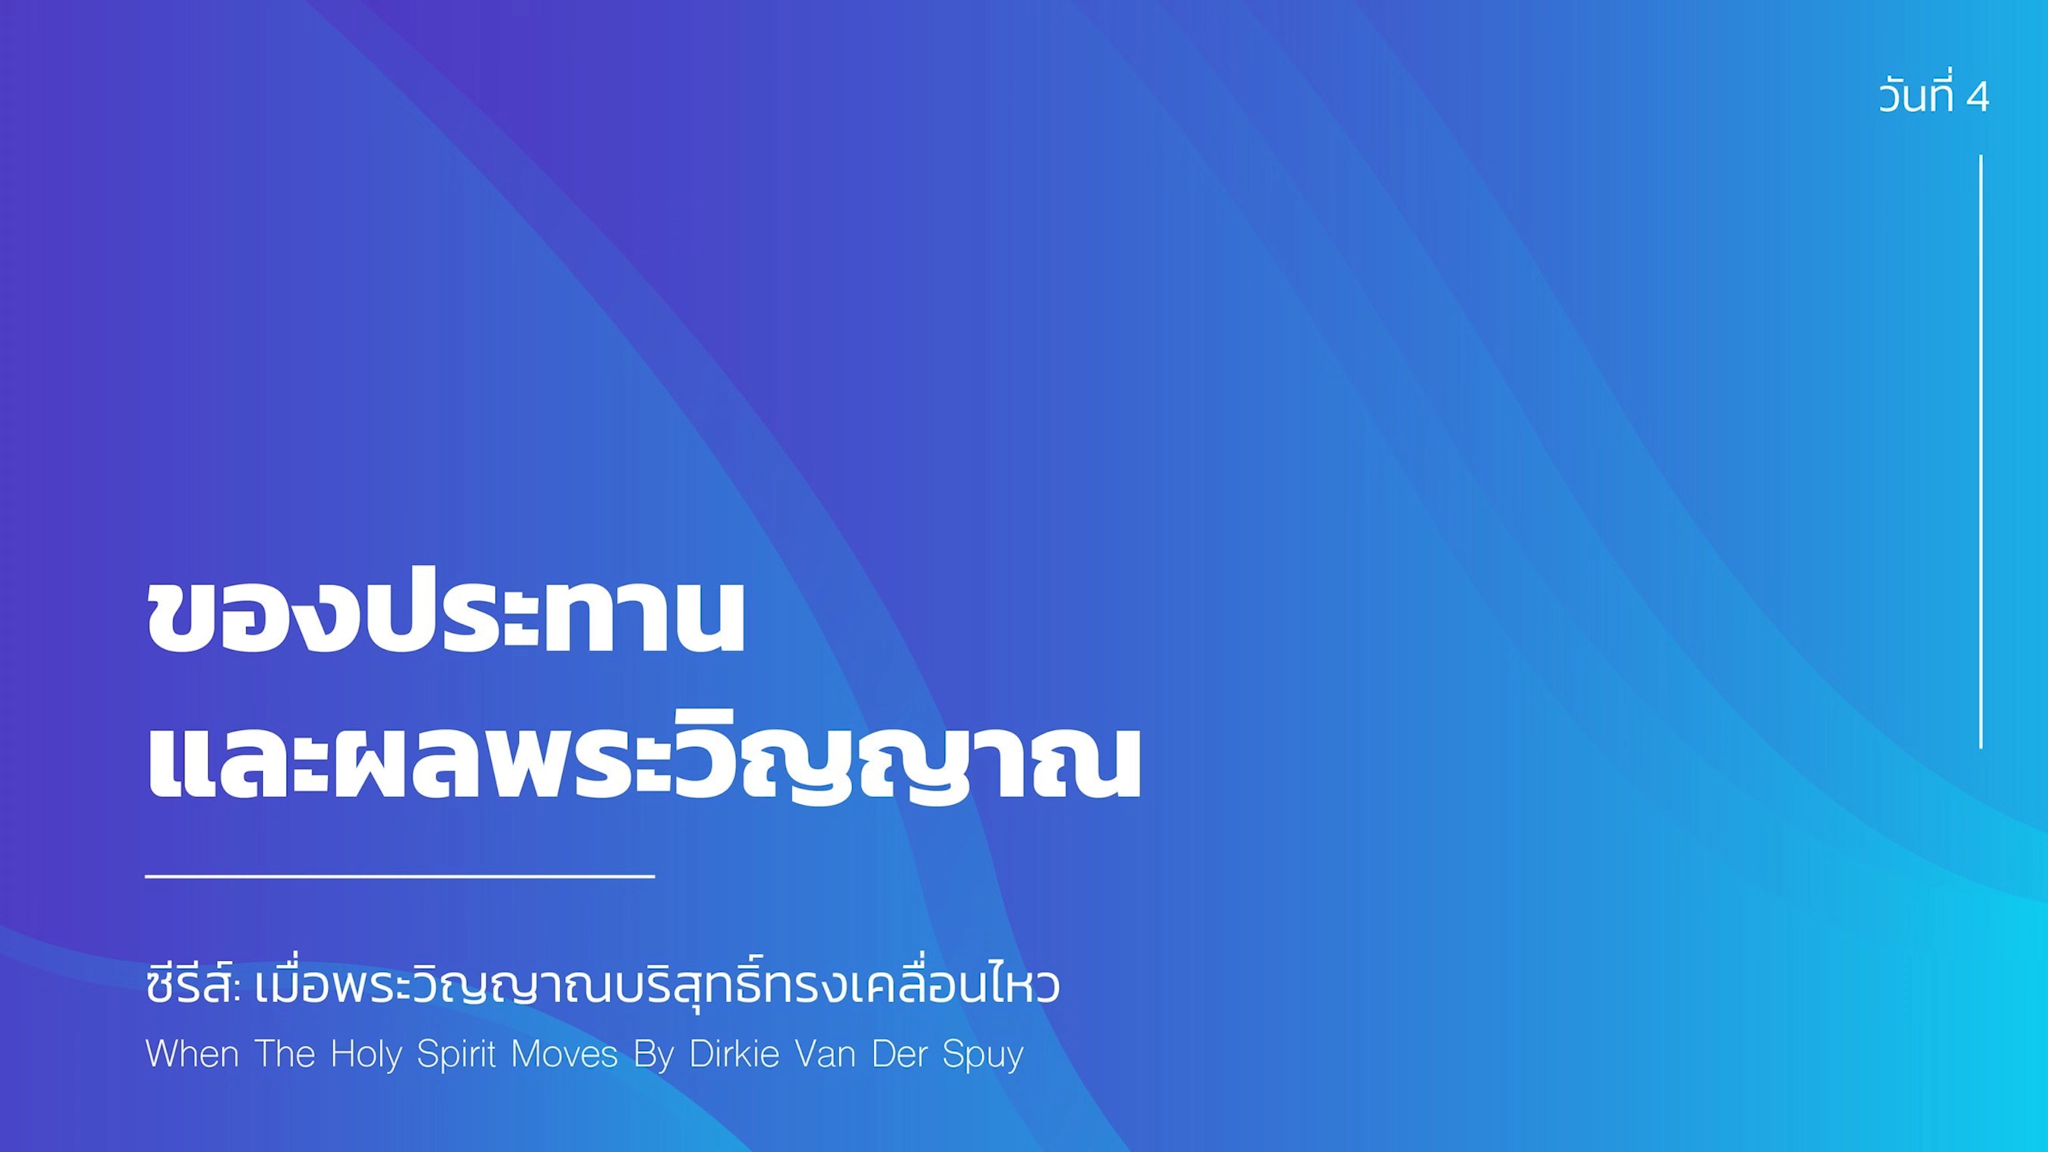 วันที่ 4
ของประทาน
และผลพระวิญญาณ
ซีรีส์: เมื่อพระวิญญาณบริสุทธิ์ทรงเคลื่อนไหว
When The Holy Spirit Moves By Dirkie Van Der Spuy